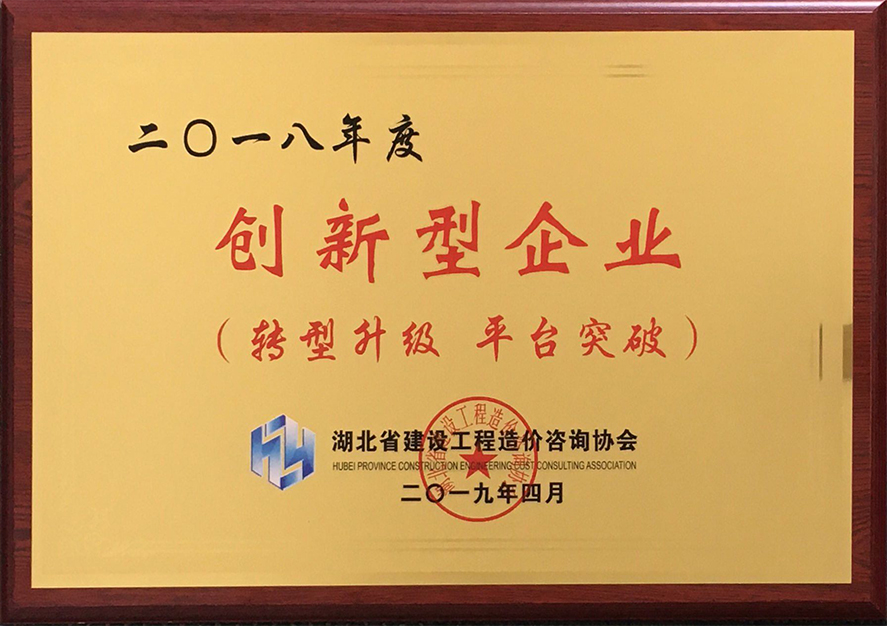 二〇一八年度
创新型企业
（转型升级 平台突破）
湖北省建设工程造价咨询协会
HUBEI PROVINCE CONSTRUCTION ENGINEERING COST CONSULTING ASSOCIATION
二〇一九年四月